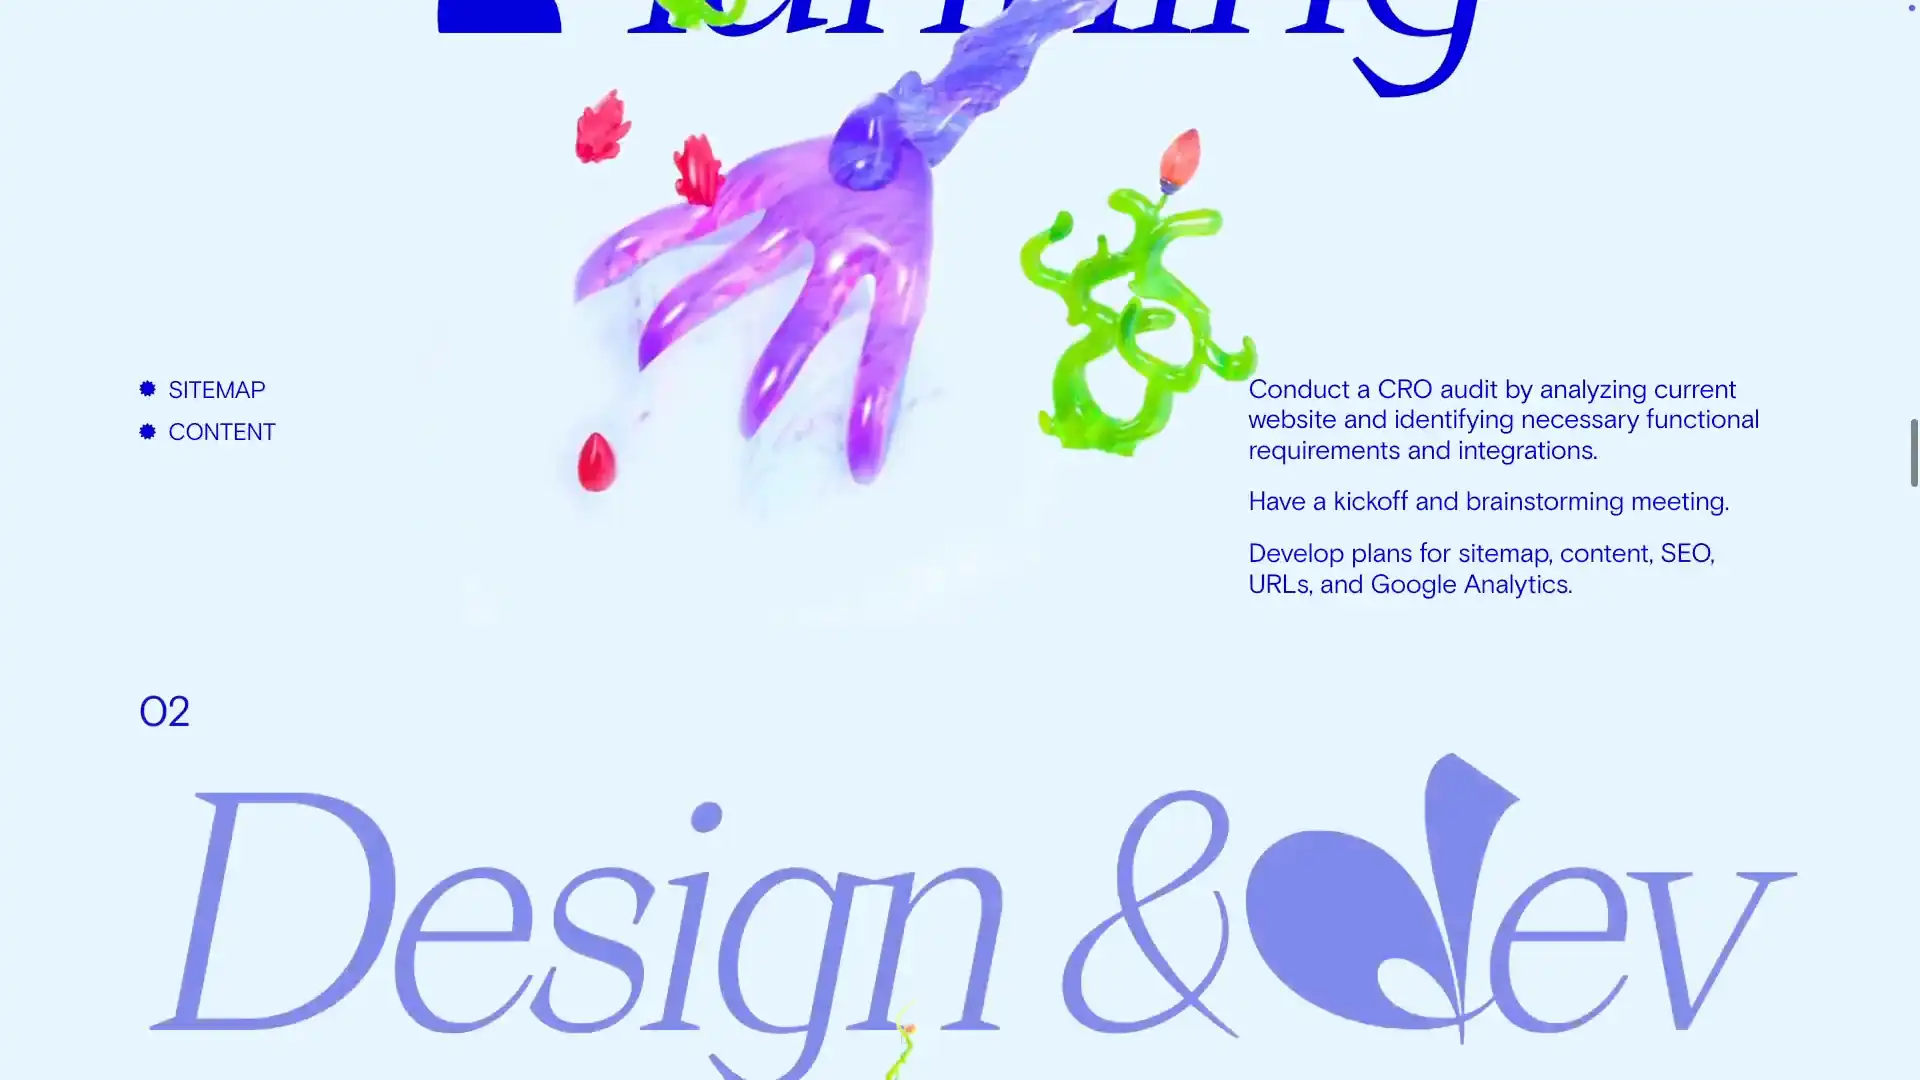 SITEMAP
CONTENT
Conduct a CRO audit by analyzing current
website and identifying necessary functional
requirements and integrations.
Have a kickoff and brainstorming meeting.
Develop plans for sitemap, content, SEO,
URLs, and Google Analytics.
02
Design & dev